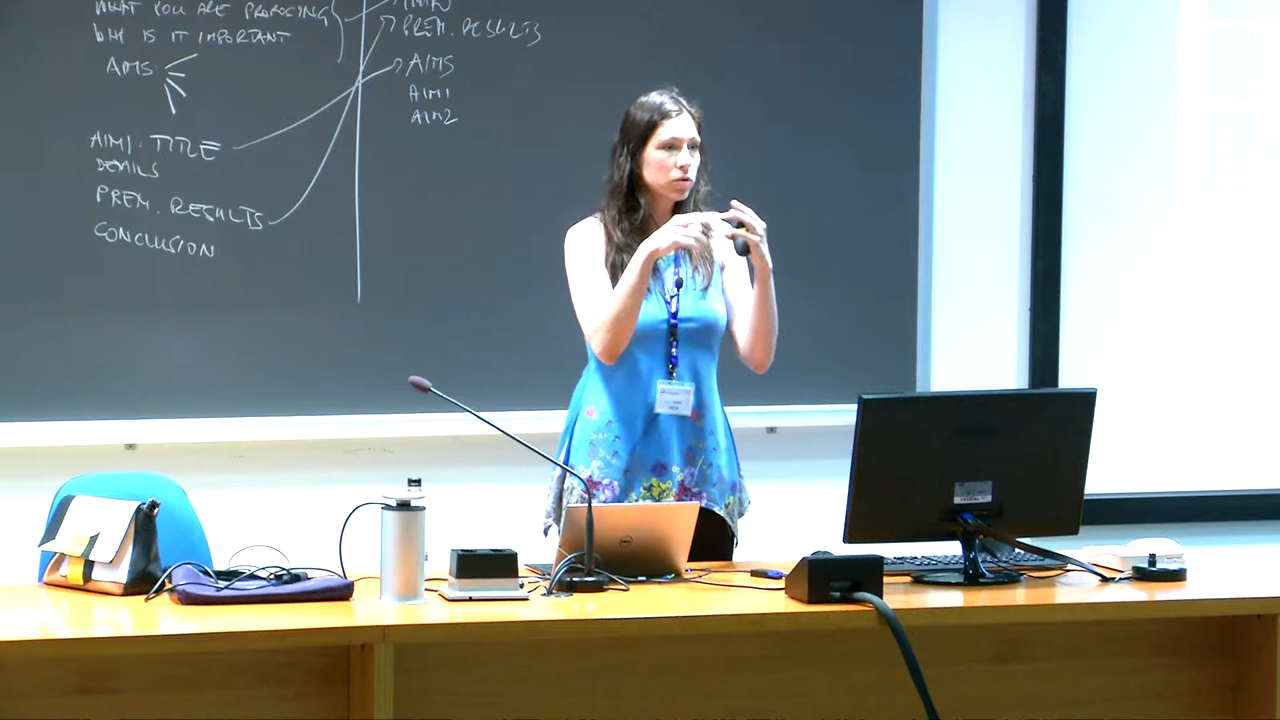 WHAT YOU ARE PROPOSING
WHY IS IT IMPORTANT
AIMS
AIM1. TITLE
DETAILS
PREM. RESULTS
CONCLUSION
PREM. RESULTS
AIMS
AIM1
AIM2
DELL